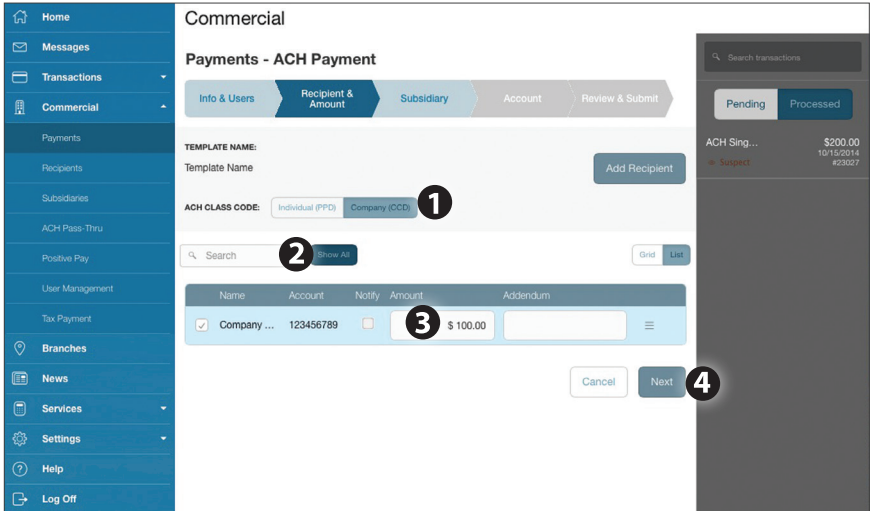 Home
Messages
Transactions
Commercial
Payments
Recipients
Subsidiaries
ACH Pass-Thru
Positive Pay
User Management
Tax Payment
Branches
News
Services
Settings
Help
Log Off
Commercial
Payments - ACH Payment
Info & Users
Recipient &
Amount
Subsidiary
Account
Review & Submit
TEMPLATE NAME:
Template Name
Add Recipient
ACH CLASS CODE: Individual (PPD) Company (CCD) 1
Search 2 Show All Grid List
Name Account Notify Amount Addendum
Company ... 123456789 3 $ 100.00
Cancel Next 4
Search transactions
Pending Processed
ACH Sing... $200.00
10/15/2014
Suspect #23027